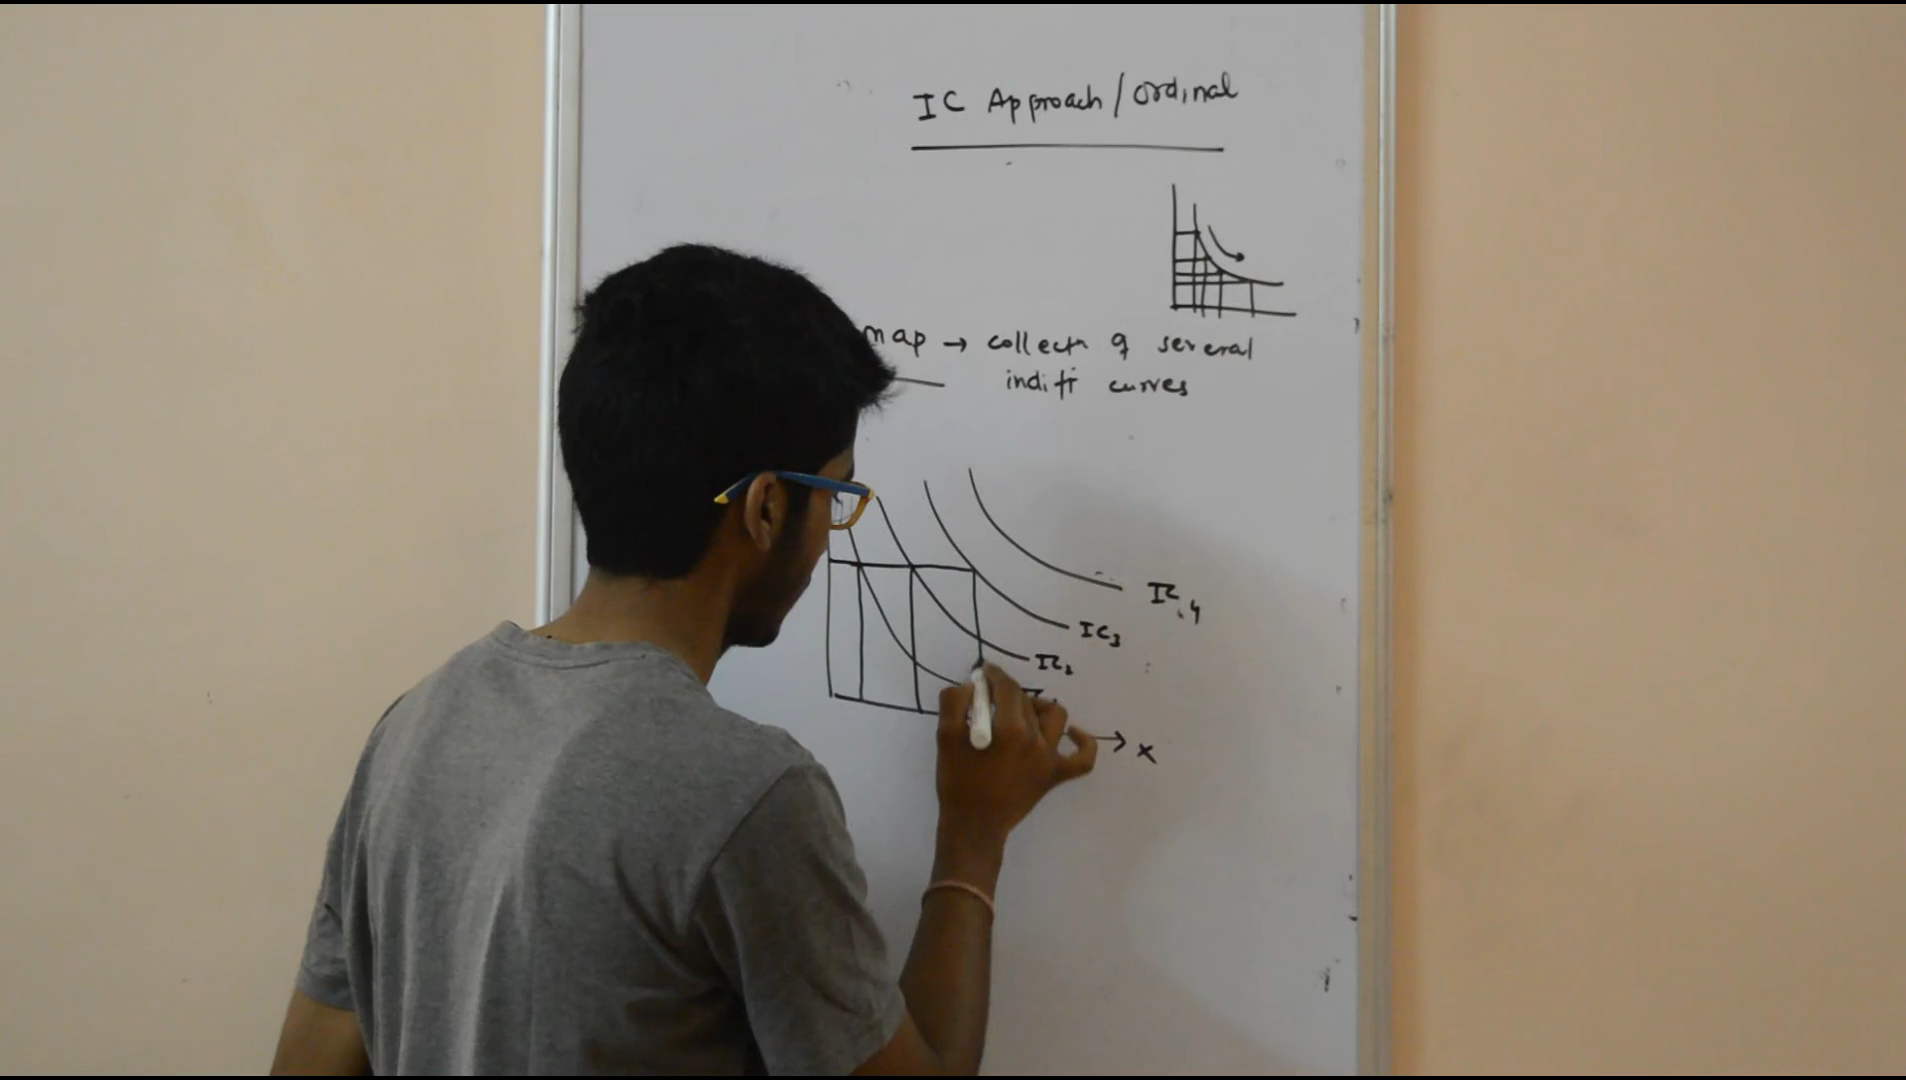 IC Approach / Ordinal
map → collectn of several
indiff curves
IC4
IC3
IC2
X